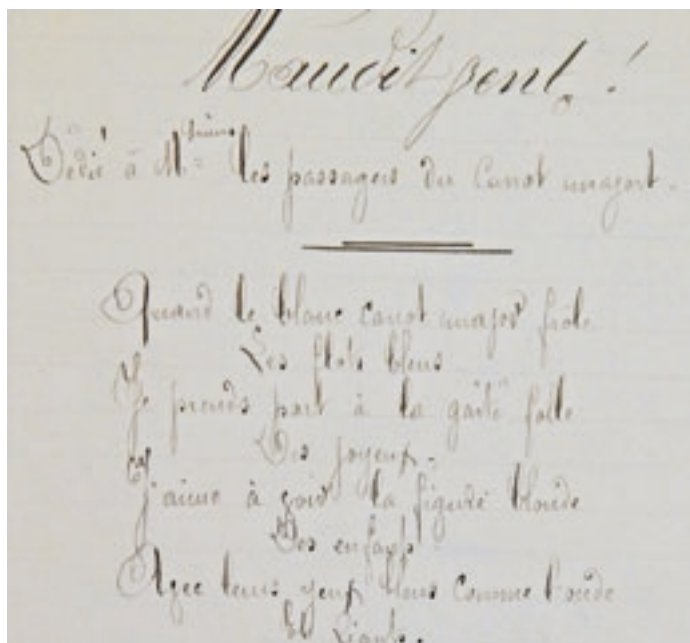 Maudit vent !
Dédié à M les passagers du canot major.
Quand le blanc canot major frôle
Les flots bleus
Je prends part à la gaîté folle
Des joyeux.
J'aime à voir la figure blonde
Des enfants
Avec leurs yeux bleus comme l'onde
Et